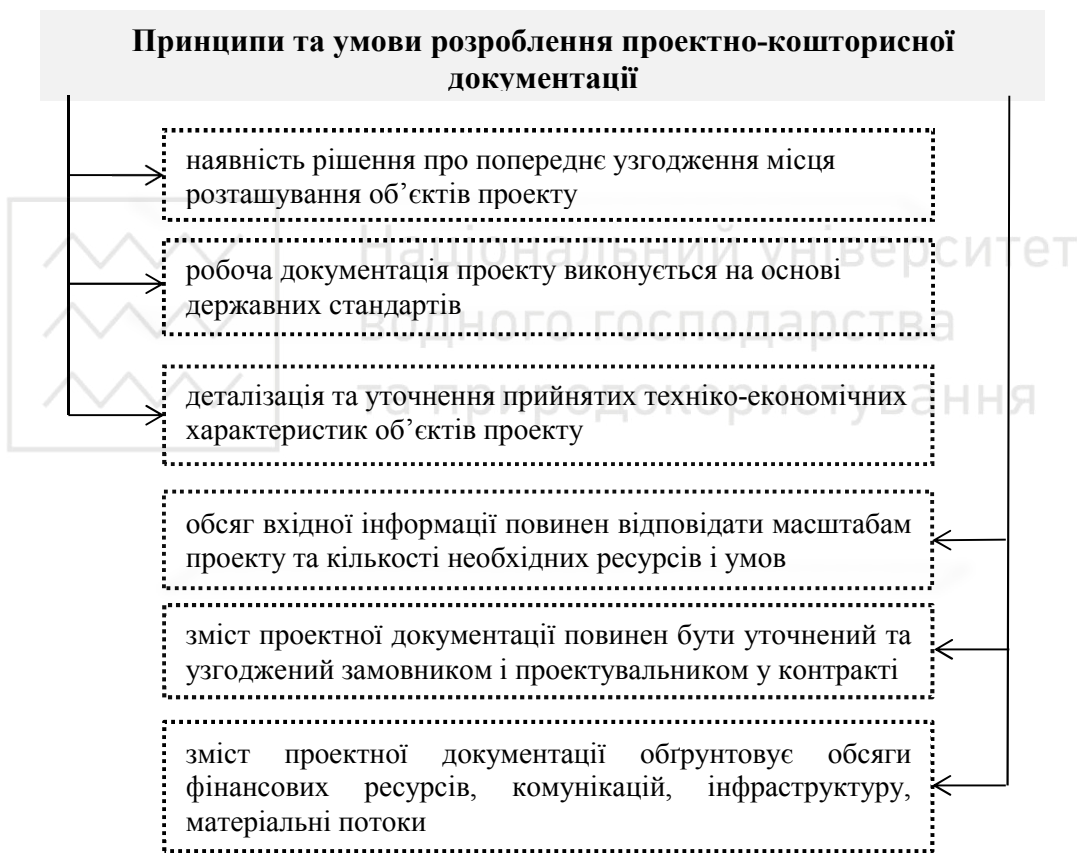 Принципи та умови розроблення проектно-кошторисної
документації
наявність рішення про попереднє узгодження місця
розташування об’єктів проекту
Національний університет
робоча документація проекту виконується на основі
державних стандартів
водного господарства
та природокористування
деталізація та уточнення прийнятих техніко-економічних
характеристик об’єктів проекту
обсяг вхідної інформації повинен відповідати масштабам
проекту та кількості необхідних ресурсів і умов
зміст проектної документації повинен бути уточнений та
узгоджений замовником і проектувальником у контракті
зміст проектної документації обґрунтовує обсяги
фінансових ресурсів, комунікацій, інфраструктуру,
матеріальні потоки